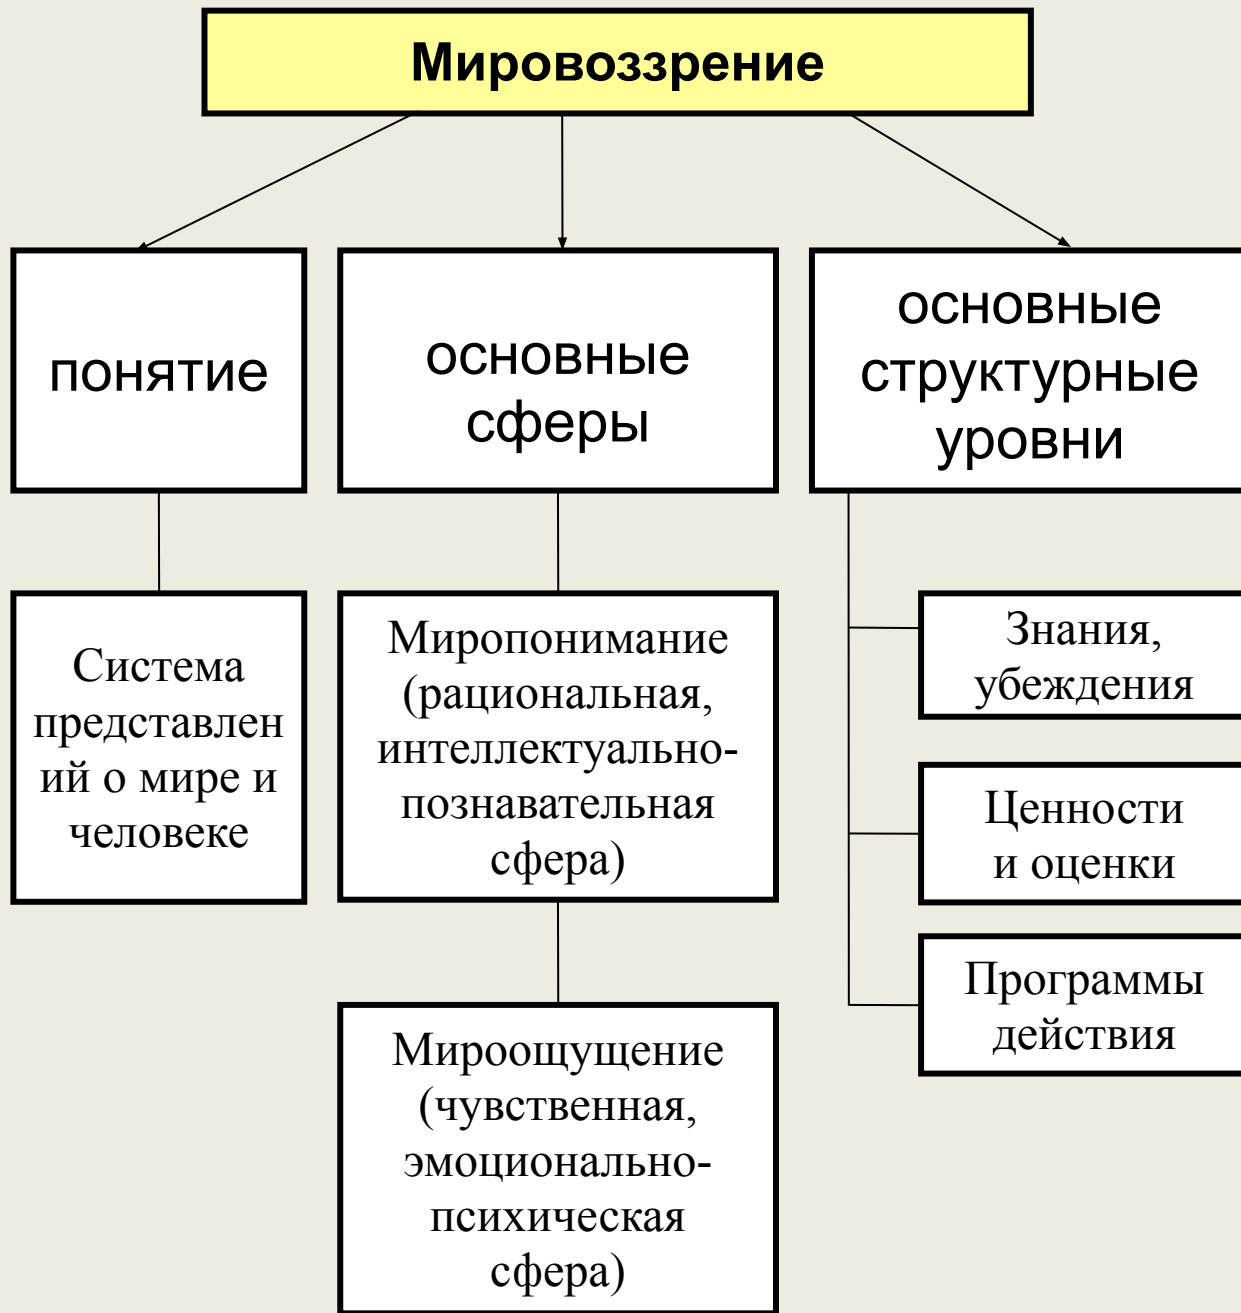 Мировоззрение
понятие
основные
сферы
основные
структурные
уровни
Система
представлен
ий о мире и
человеке
Миропонимание
(рациональная,
интеллектуально-
познавательная
сфера)
Мироощущение
(чувственная,
эмоционально-
психическая
сфера)
Знания,
убеждения
Ценности
и оценки
Программы
действия